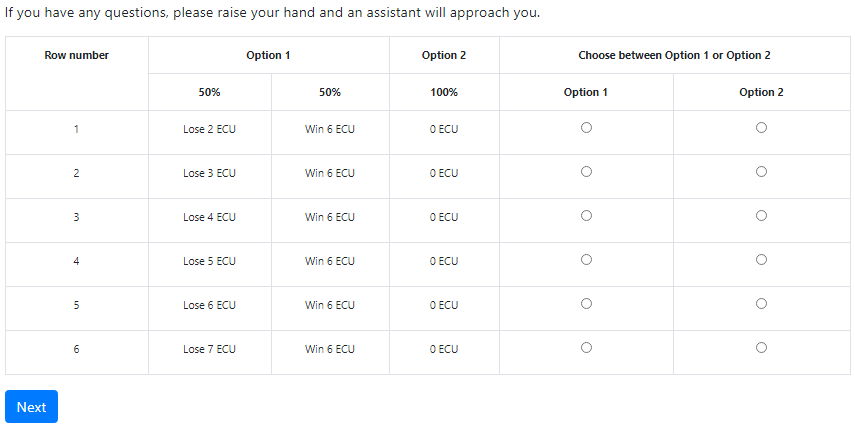 If you have any questions, please raise your hand and an assistant will approach you.
Row number Option 1 Option 2 Choose between Option 1 or Option 2
50% 50% 100% Option 1 Option 2
1 Lose 2 ECU Win 6 ECU 0 ECU
2 Lose 3 ECU Win 6 ECU 0 ECU
3 Lose 4 ECU Win 6 ECU 0 ECU
4 Lose 5 ECU Win 6 ECU 0 ECU
5 Lose 6 ECU Win 6 ECU 0 ECU
6 Lose 7 ECU Win 6 ECU 0 ECU
Next